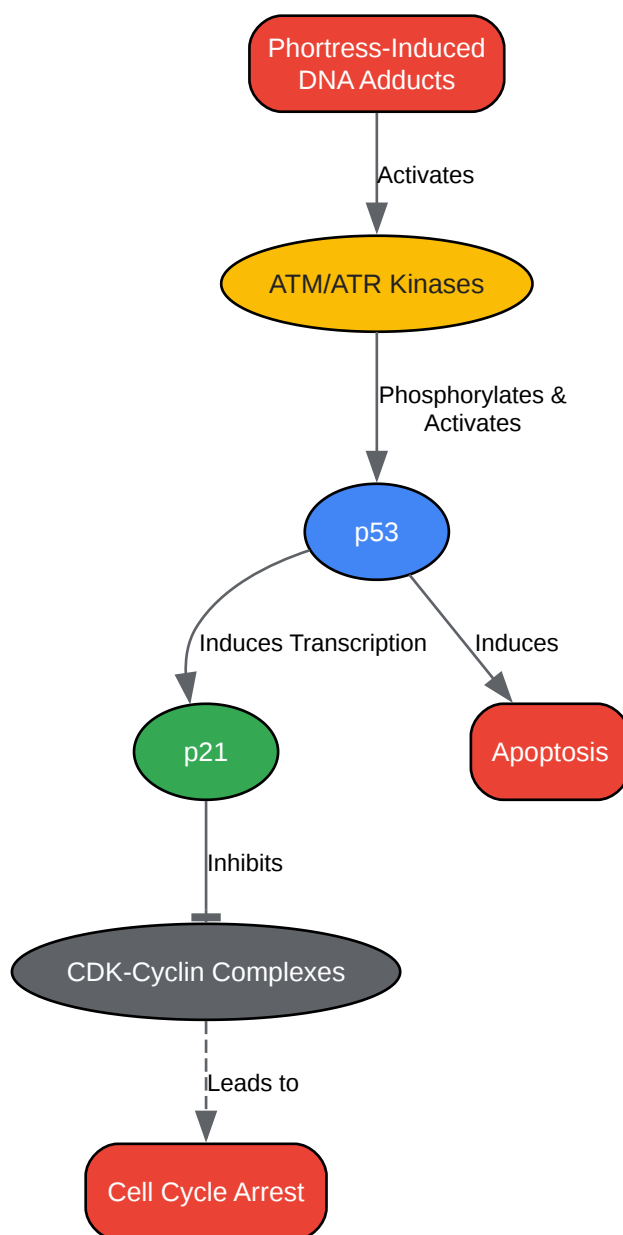 Phortress-Induced
DNA Adducts
Activates
ATM/ATR Kinases
Phosphorylates &
Activates
p53
Induces Transcription
Induces
p21
Apoptosis
Inhibits
CDK-Cyclin Complexes
Leads to
Cell Cycle Arrest